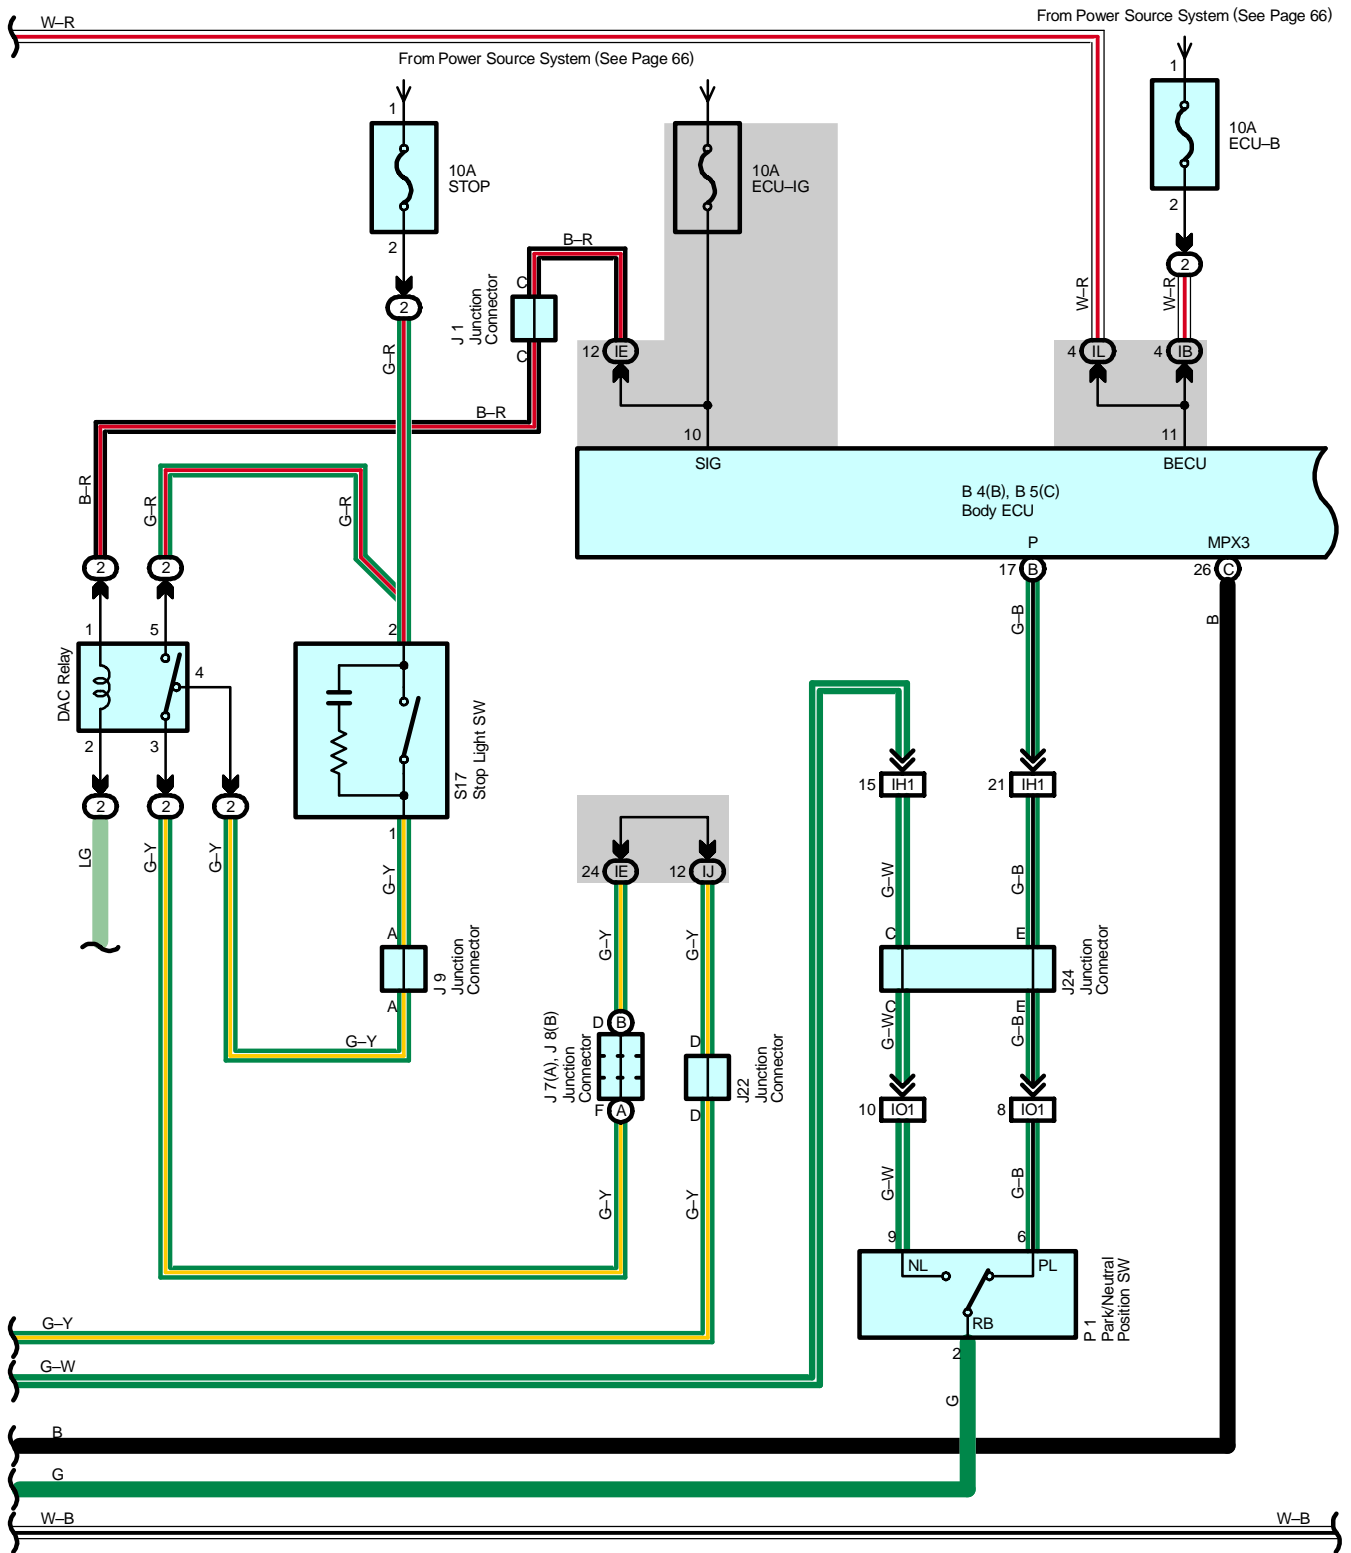 W–R
From Power Source System (See Page 66)
From Power Source System (See Page 66)
1
1
10A
STOP
10A
ECU–IG
10A
ECU–B
2
2
2
2
B–R
C
J 1
Junction
Connector
C
G–R
W–R
W–R
12 IE
4 IL
4 IB
B–R
10
11
SIG
BECU
B 4(B), B 5(C)
Body ECU
P
MPX3
17 B
26 C
B–R
G–R
G–R
2
2
G–B
B
1
5
2
4
DAC Relay
2
3
S17
Stop Light SW
15 IH1
21 IH1
2
2
2
1
LG
G–Y
G–Y
G–Y
24 IE
12 IJ
G–W
G–B
A
J 9
Junction
Connector
A
G–Y
G–Y
G–Y
C
E
J24
Junction
Connector
C
E
G–W
G–B
D B
J 7(A), J 8(B)
Junction
Connector
F A
D
J22
Junction
Connector
D
10 IO1
8 IO1
G–Y
G–Y
G–W
G–B
9
6
NL
PL
RB
P 1
Park/Neutral
Position SW
2
G–Y
G–W
G
B
G
W–B
W–B